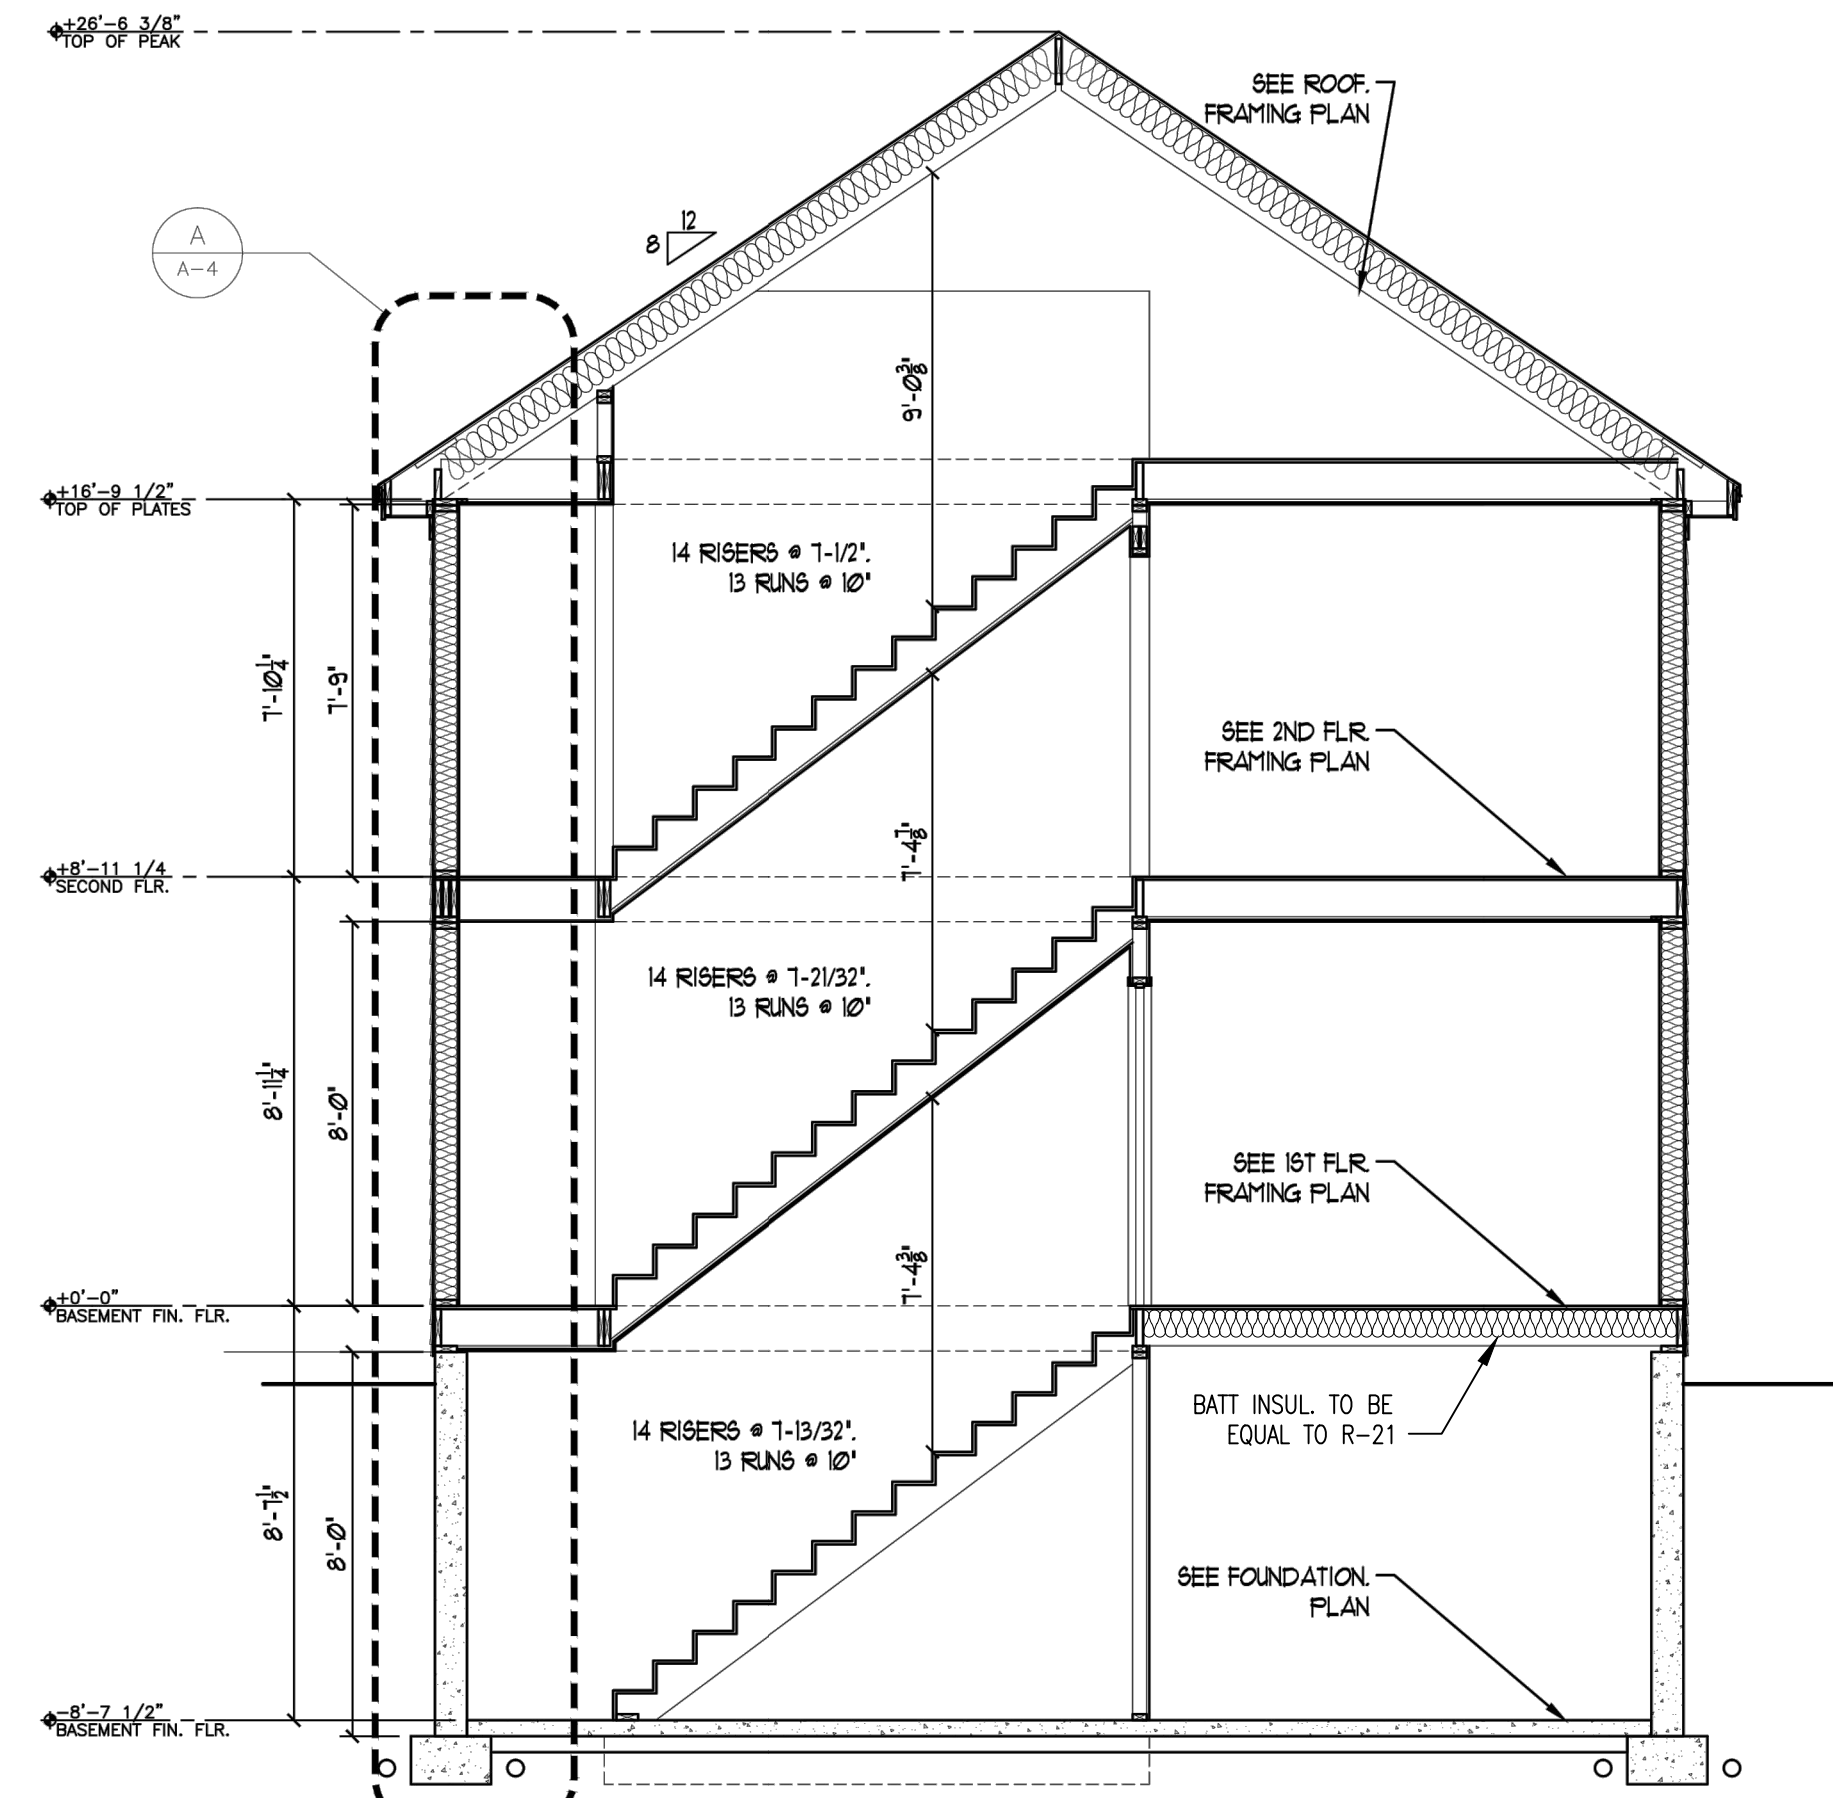 +26'-6 3/8"
TOP OF PEAK
SEE ROOF.
FRAMING PLAN
12
8
A
A-4
9'-0 3/8"
+16'-9 1/2"
TOP OF PLATES
14 RISERS @ 7-1/2".
13 RUNS @ 10"
7'-10 1/4"
7'-9"
SEE 2ND FLR.
FRAMING PLAN
7'-4 7/8"
+8'-11 1/4
SECOND FLR.
14 RISERS @ 7-21/32".
13 RUNS @ 10"
8'-11 1/4"
8'-0"
SEE 1ST FLR.
FRAMING PLAN
7'-4 3/8"
+0'-0"
BASEMENT FIN. FLR.
BATT INSUL. TO BE
EQUAL TO R-21
14 RISERS @ 7-13/32".
13 RUNS @ 10"
8'-7 1/2"
8'-0"
SEE FOUNDATION.
PLAN
-8'-7 1/2"
BASEMENT FIN. FLR.